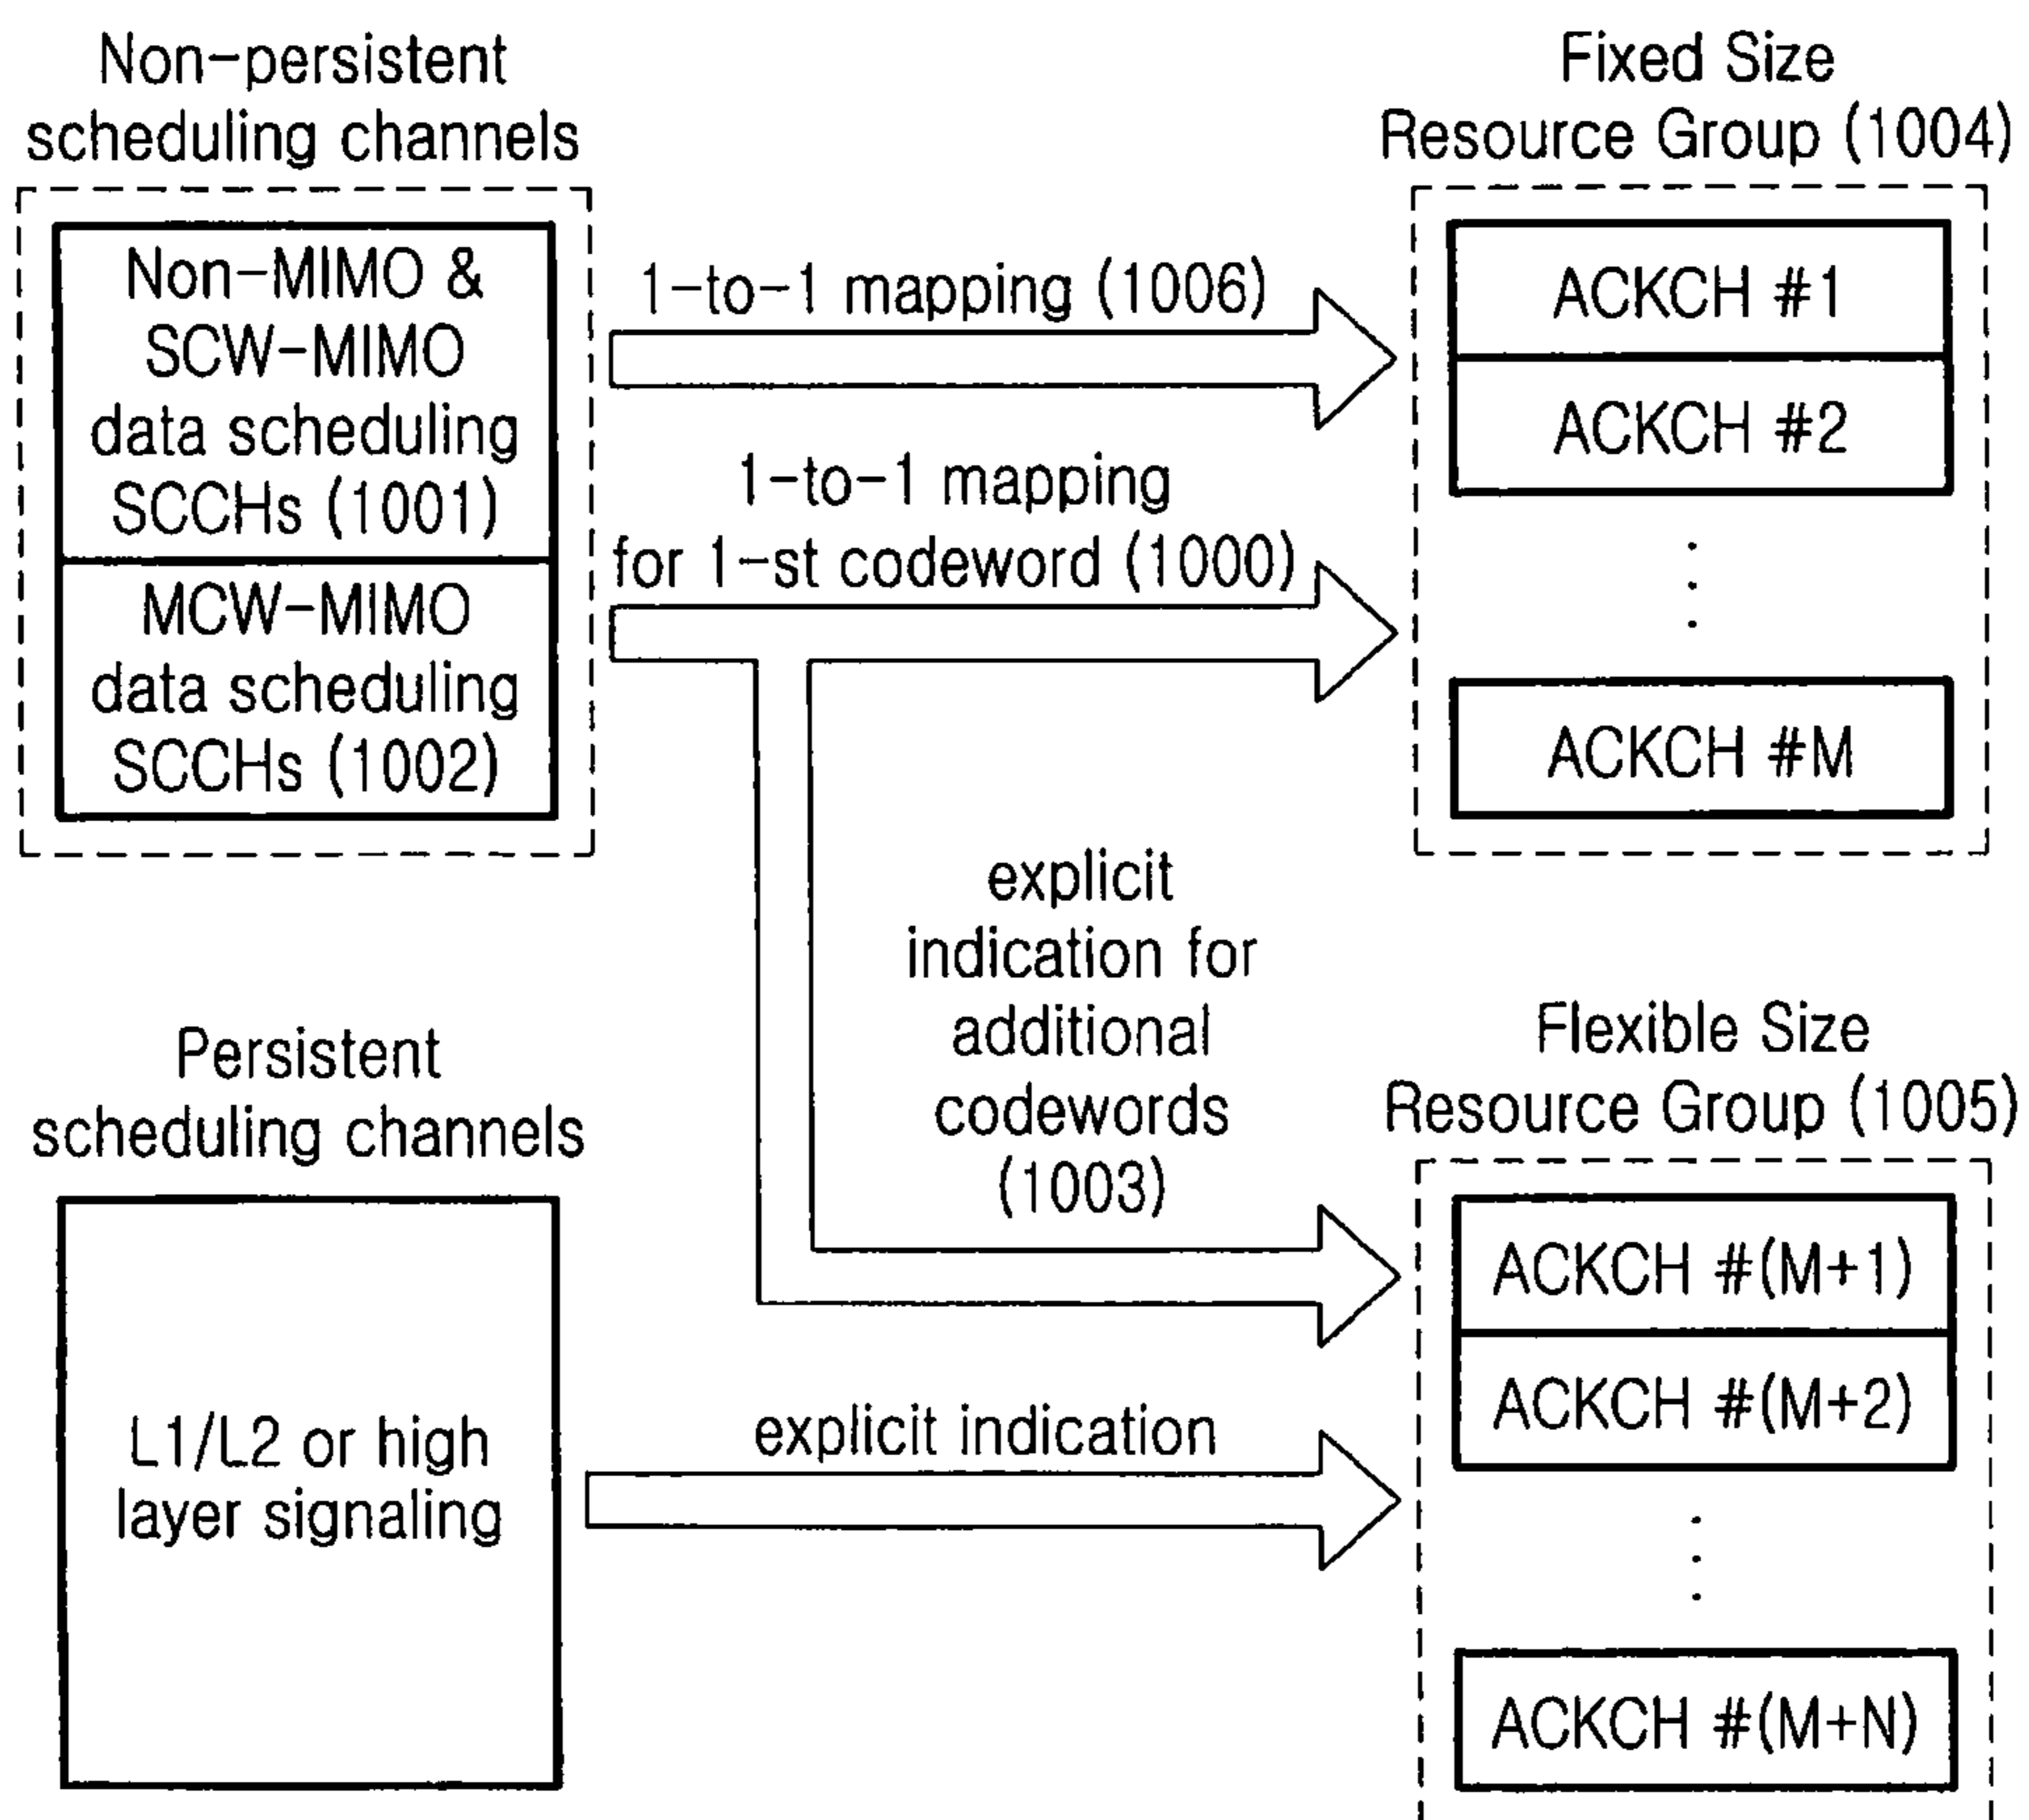 Non-persistent
scheduling channels
Non-MIMO &
SCW-MIMO
data scheduling
SCCHs (1001)
MCW-MIMO
data scheduling
SCCHs (1002)
1-to-1 mapping (1006)
1-to-1 mapping
for 1-st codeword (1000)
Fixed Size
Resource Group (1004)
ACKCH #1
ACKCH #2
ACKCH #M
explicit
indication for
additional
codewords
(1003)
Persistent
scheduling channels
L1/L2 or high
layer signaling
explicit indication
Flexible Size
Resource Group (1005)
ACKCH #(M+1)
ACKCH #(M+2)
ACKCH #(M+N)